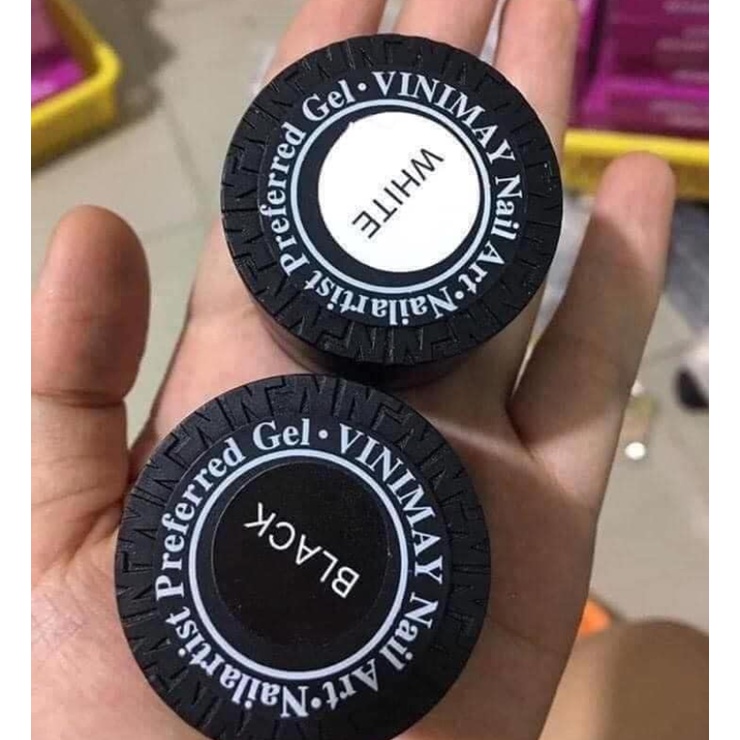 Preferred Gel • VINIMAY Nail Art • Nailartist
WHITE
Preferred Gel • VINIMAY Nail Art • Nailartist
BLACK